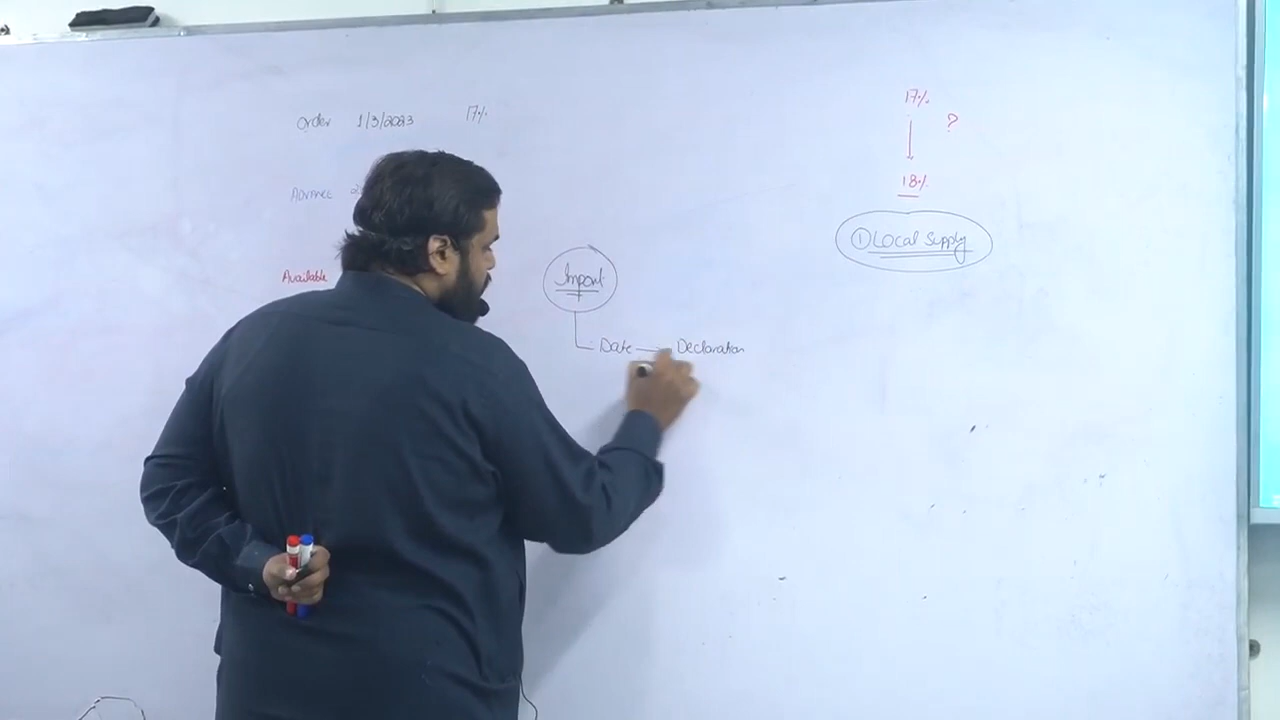 Order 1/3/2023 17%
Advance
Available
Import
Date Declaration
17%
?
18%
① Local Supply